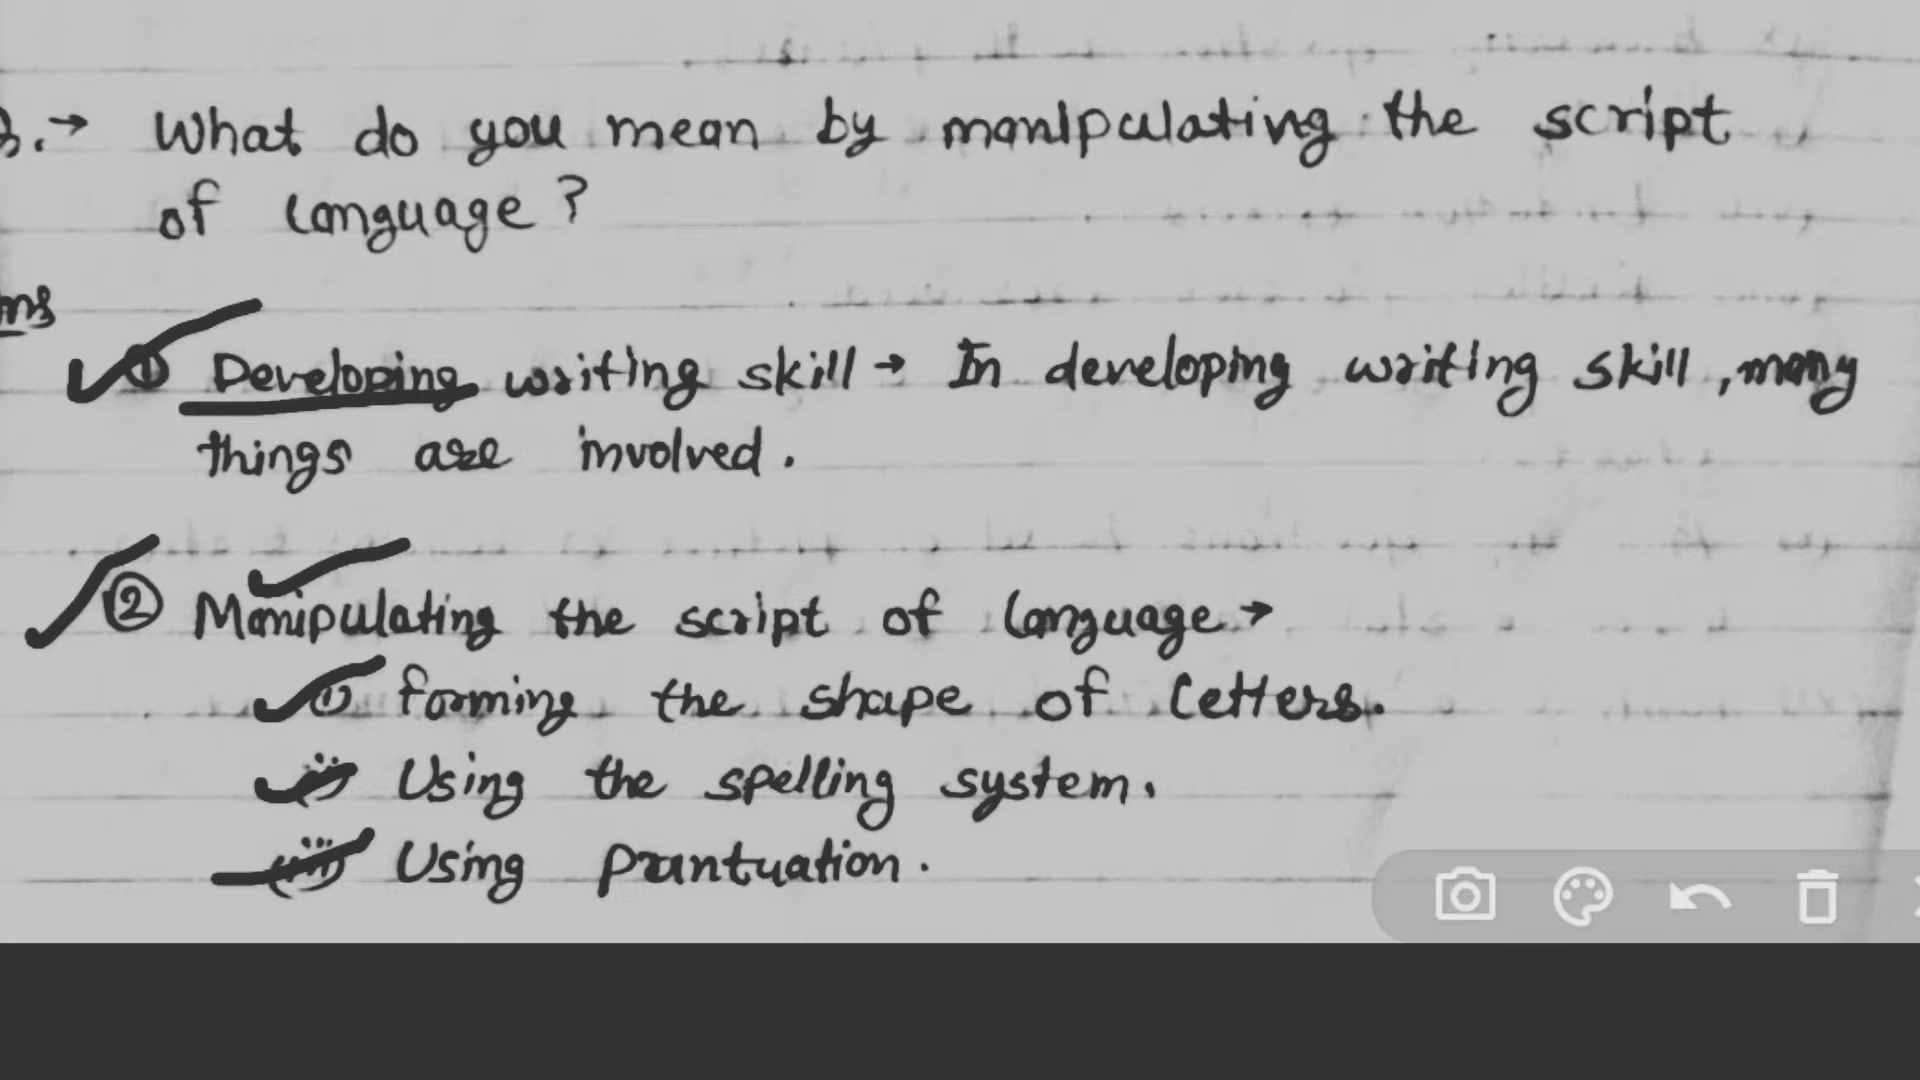 3.→ What do you mean by manipulating the script
of language?
Ans
① Developing writing skill → In developing writing skill, many
things are involved.
② Manipulating the script of language →
(i) forming the shape of letters.
(ii) Using the spelling system.
(iii) Using Prantuation.